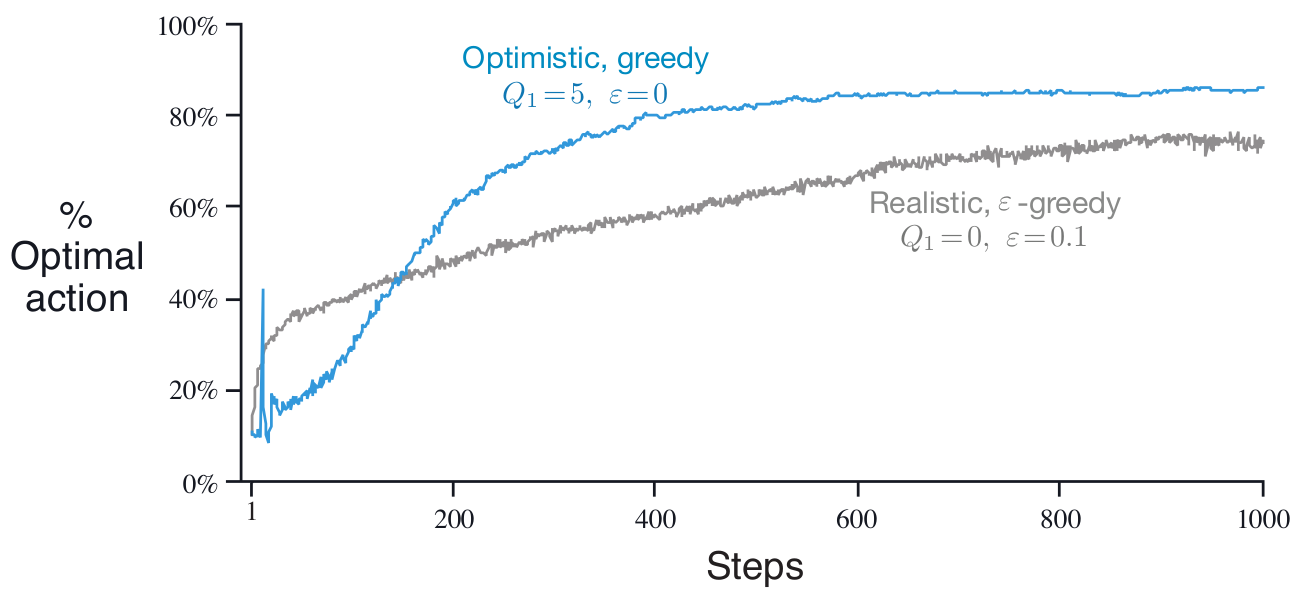 100%
80%
60%
40%
20%
0%
%
Optimal
action
Optimistic, greedy
Q₁=5, ε=0
Realistic, ε-greedy
Q₁=0, ε=0.1
1
200
400
600
800
1000
Steps